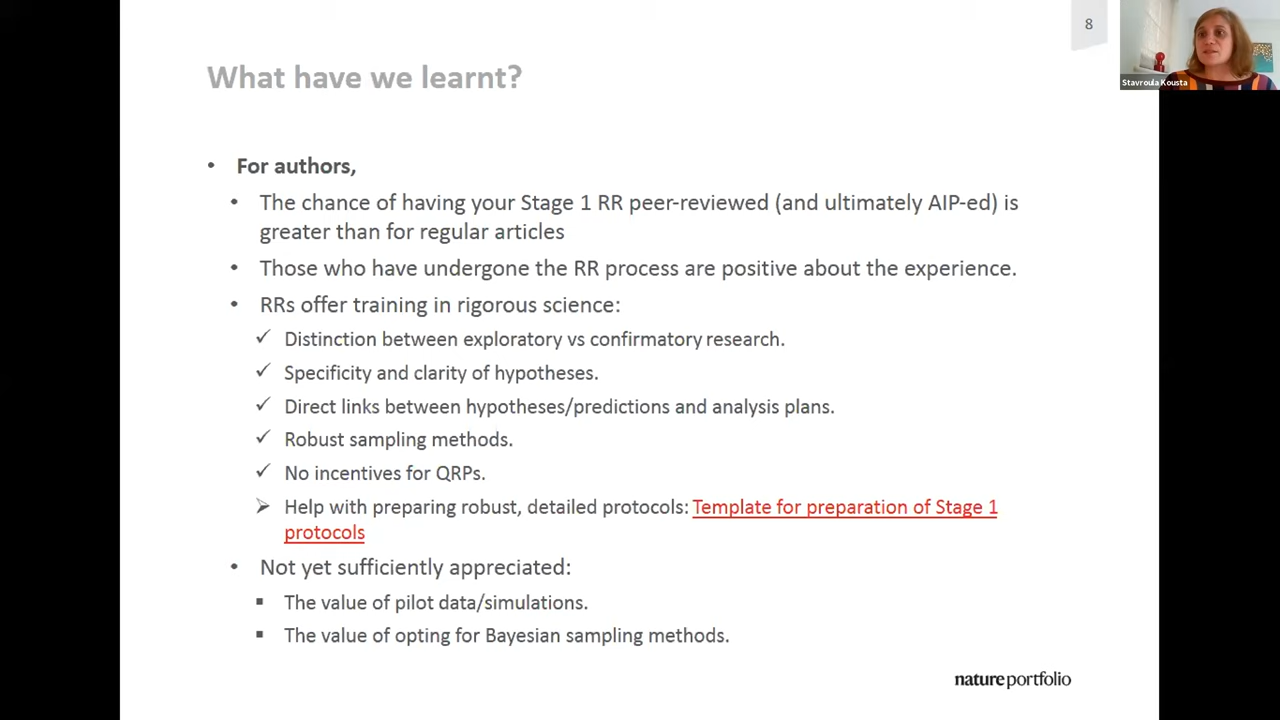 8
Stavroula Kousta
What have we learnt?
• For authors,
• The chance of having your Stage 1 RR peer-reviewed (and ultimately AIP-ed) is
greater than for regular articles
• Those who have undergone the RR process are positive about the experience.
• RRs offer training in rigorous science:
✓ Distinction between exploratory vs confirmatory research.
✓ Specificity and clarity of hypotheses.
✓ Direct links between hypotheses/predictions and analysis plans.
✓ Robust sampling methods.
✓ No incentives for QRPs.
➢ Help with preparing robust, detailed protocols: Template for preparation of Stage 1
protocols
• Not yet sufficiently appreciated:
▪ The value of pilot data/simulations.
▪ The value of opting for Bayesian sampling methods.
nature portfolio